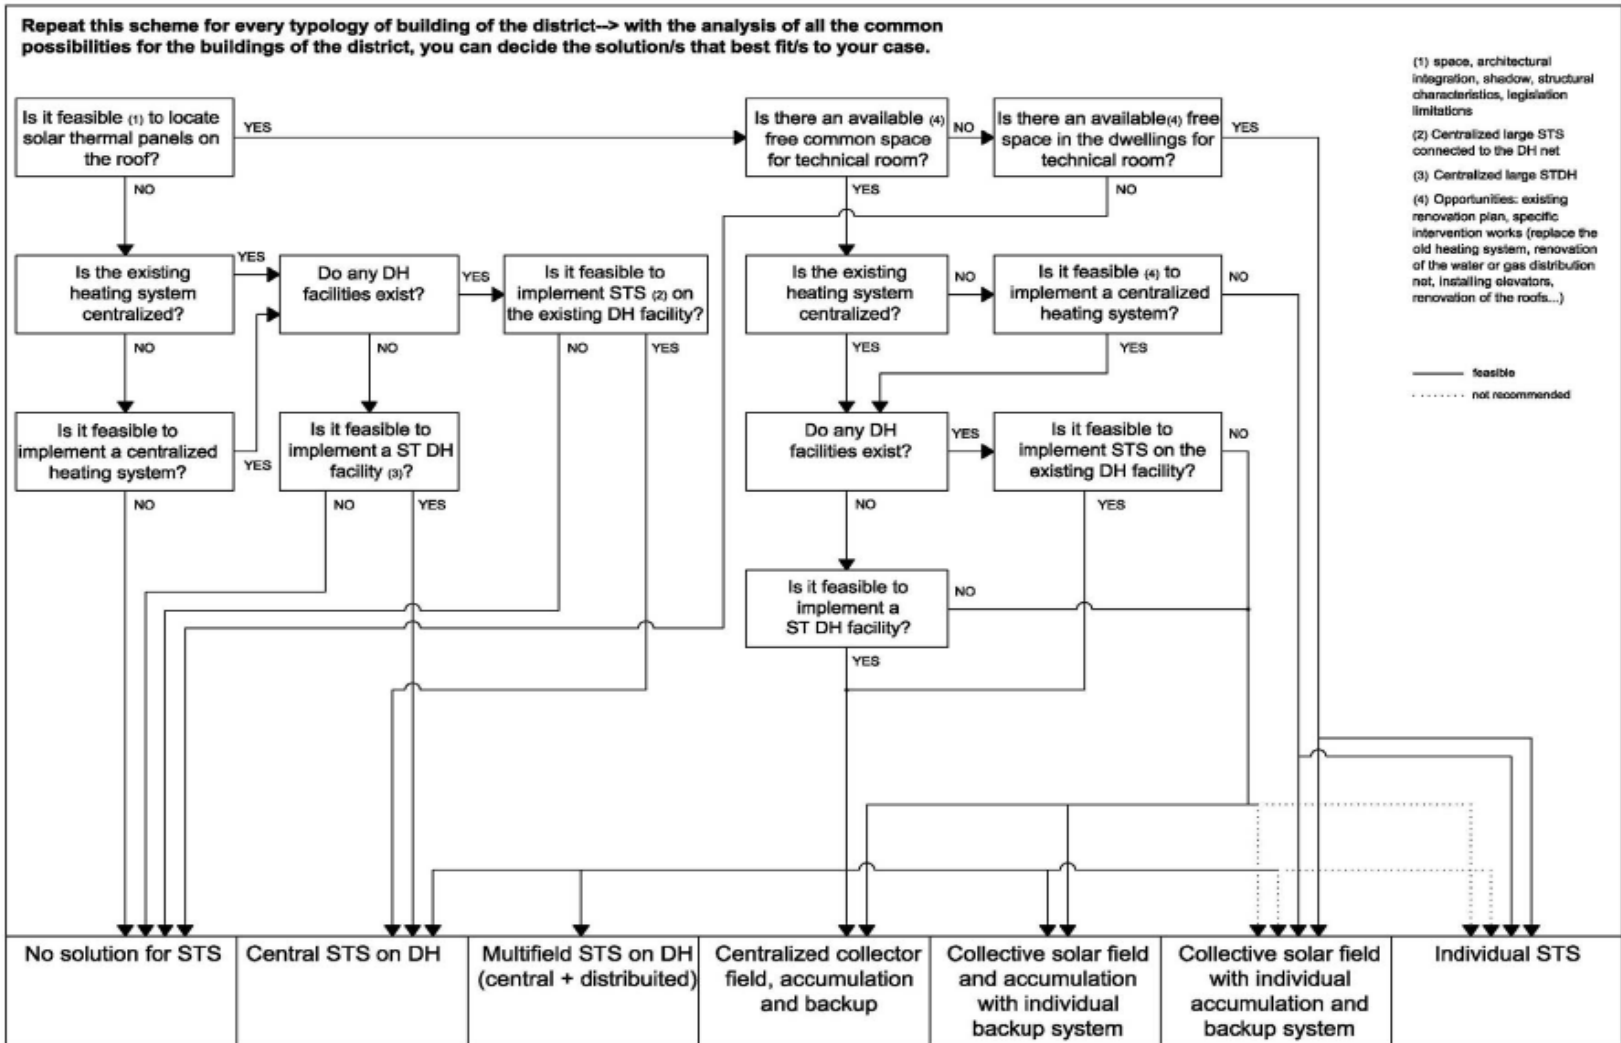 Repeat this scheme for every typology of building of the district--> with the analysis of all the common
possibilities for the buildings of the district, you can decide the solution/s that best fit/s to your case.
(1) space, architectural
integration, shadow, structural
characteristics, legislation
limitations
(2) Centralized large STS
connected to the DH net
(3) Centralized large STDH
(4) Opportunities: existing
renovation plan, specific
intervention works (replace the
old heating system, renovation
of the water or gas distribution
net, installing elevators,
renovation of the roofs...)
feasible
not recommended
Is it feasible (1) to locate
solar thermal panels on
the roof?
YES
NO
Is there an available (4)
free common space
for technical room?
NO
YES
Is there an available(4) free
space in the dwellings for
technical room?
YES
NO
Is the existing
heating system
centralized?
YES
NO
Do any DH
facilities exist?
YES
NO
Is it feasible to
implement STS (2) on
the existing DH facility?
NO
YES
Is the existing
heating system
centralized?
NO
YES
Is it feasible (4) to
implement a centralized
heating system?
NO
YES
Is it feasible to
implement a centralized
heating system?
YES
NO
Is it feasible to
implement a ST DH
facility (3)?
NO
YES
Do any DH
facilities exist?
YES
NO
Is it feasible to
implement STS on the
existing DH facility?
NO
YES
Is it feasible to
implement a
ST DH facility?
NO
YES
No solution for STS
Central STS on DH
Multifield STS on DH
(central + distribuited)
Centralized collector
field, accumulation
and backup
Collective solar field
and accumulation
with individual
backup system
Collective solar field
with individual
accumulation and
backup system
Individual STS